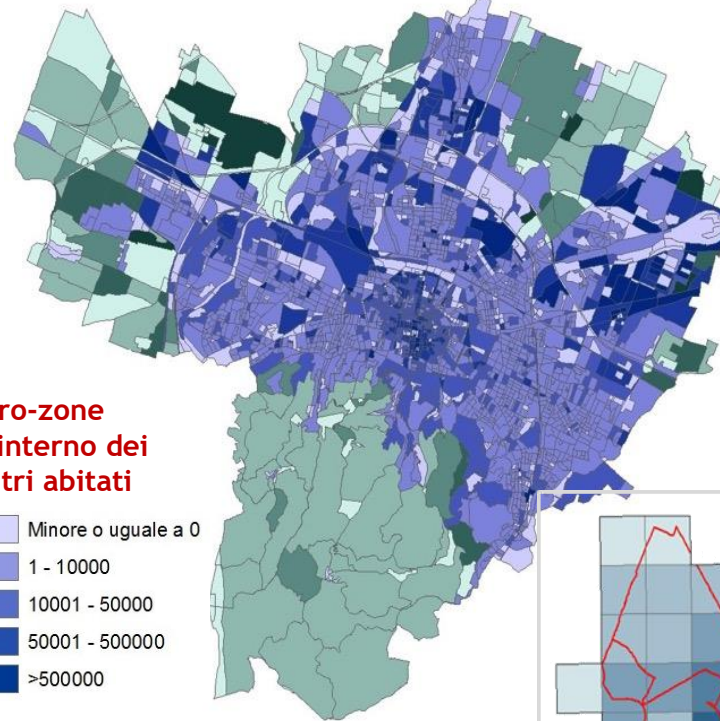 ro-zone
interno dei
tri abitati
Minore o uguale a 0
1 - 10000
10001 - 50000
50001 - 500000
>500000